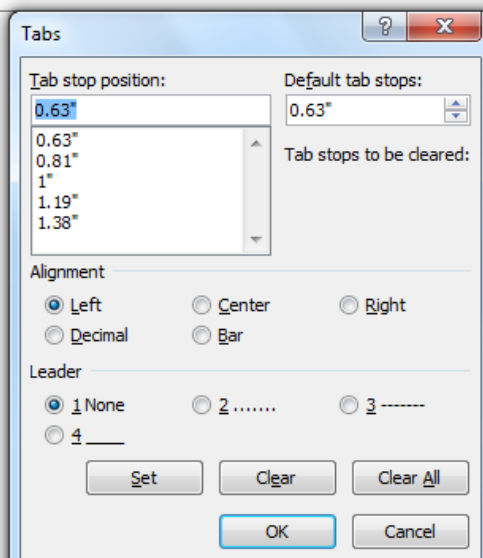 Tabs
Tab stop position:
Default tab stops:
0.63"
0.63"
Tab stops to be cleared:
0.63"
0.81"
1"
1.19"
1.38"
Alignment
Left Center Right
Decimal Bar
Leader
1 None 2 ....... 3 -------
4 ____
Set Clear Clear All
OK Cancel